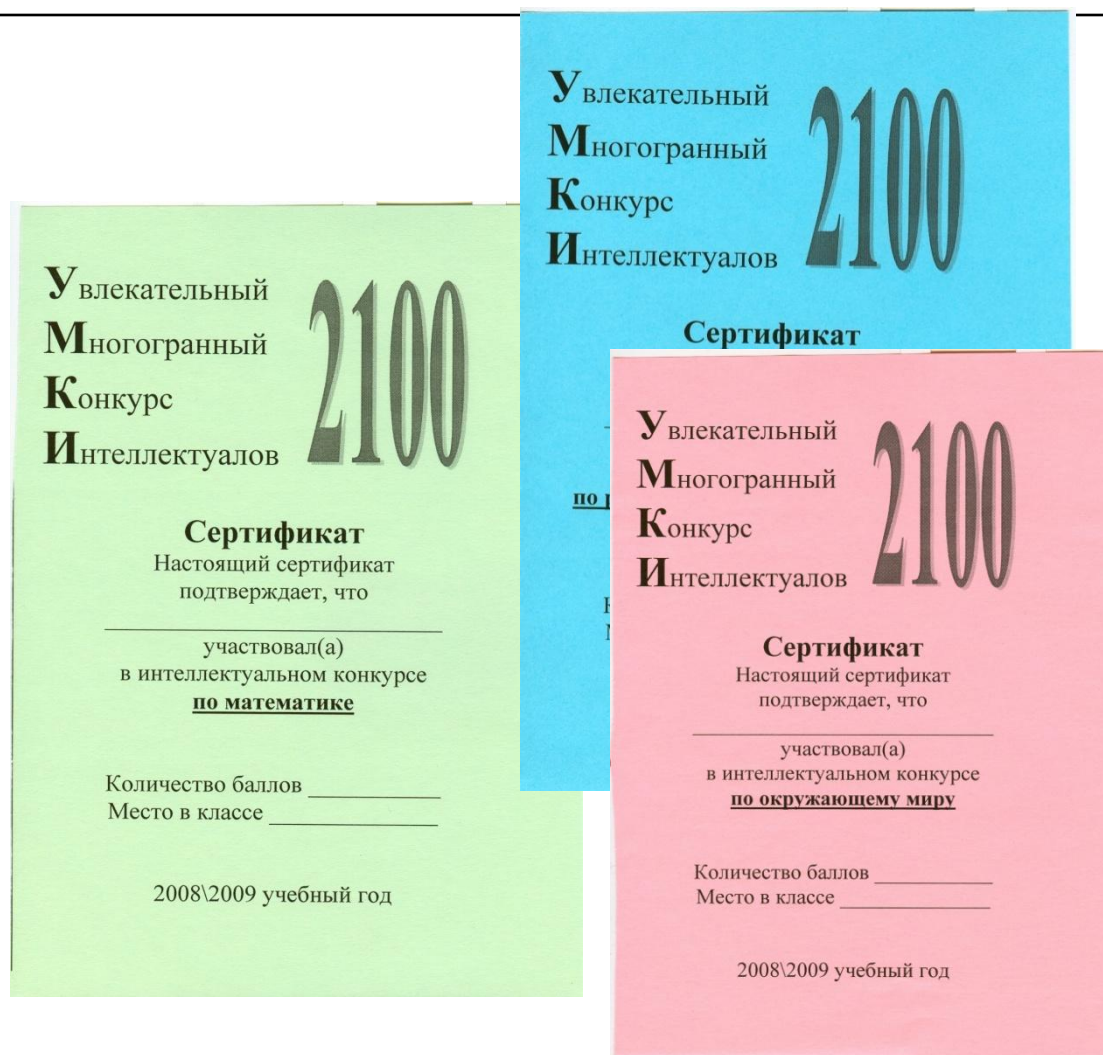 Увлекательный
Многогранный
Конкурс
Интеллектуалов
2100
Сертификат
Настоящий сертификат
подтверждает, что
участвовал(а)
в интеллектуальном конкурсе
по математике
Количество баллов
Место в классе
2008\2009 учебный год
Увлекательный
Многогранный
Конкурс
Интеллектуалов
2100
Сертификат
по
Увлекательный
Многогранный
Конкурс
Интеллектуалов
2100
Сертификат
Настоящий сертификат
подтверждает, что
участвовал(а)
в интеллектуальном конкурсе
по окружающему миру
Количество баллов
Место в классе
2008\2009 учебный год